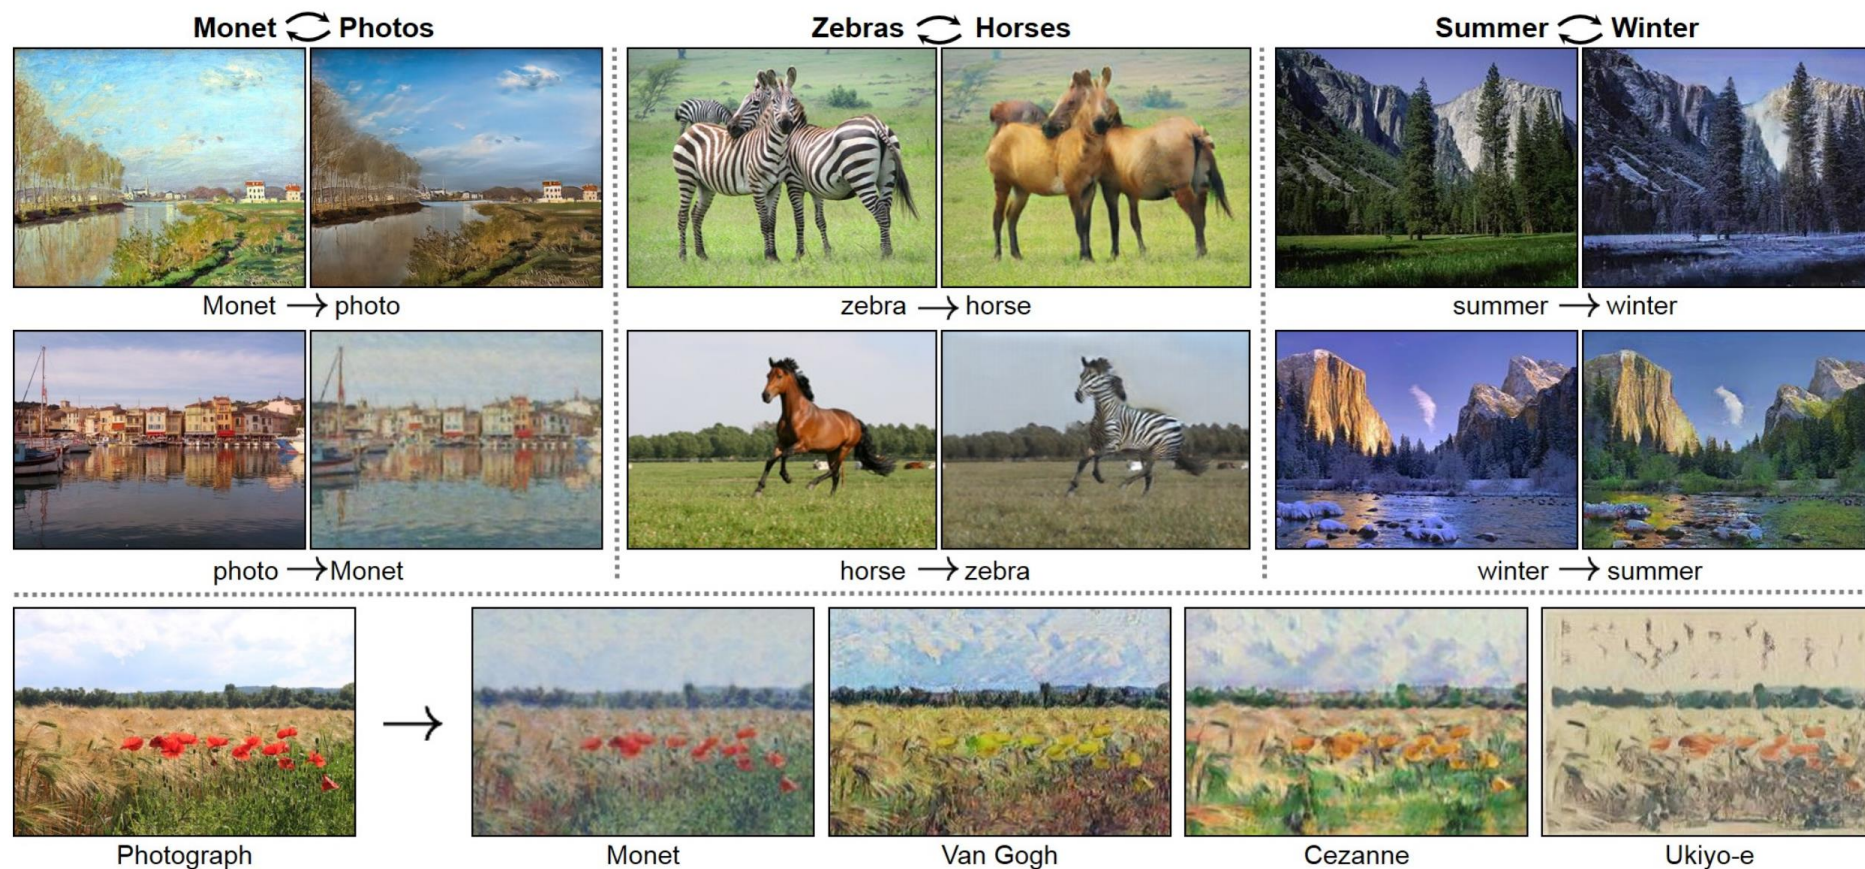 Monet ⇄ Photos
Zebras ⇄ Horses
Summer ⇄ Winter
Monet → photo
zebra → horse
summer → winter
photo → Monet
horse → zebra
winter → summer
Photograph
Monet
Van Gogh
Cezanne
Ukiyo-e